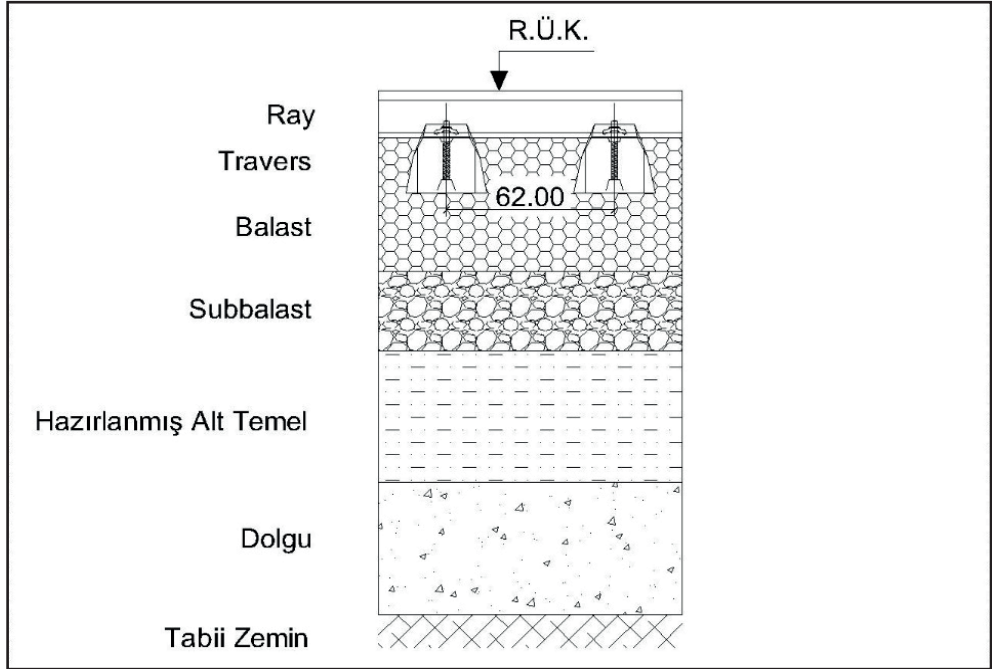 R.Ü.K.
Ray
Travers
62.00
Balast
Subbalast
Hazırlanmış Alt Temel
Dolgu
Tabii Zemin